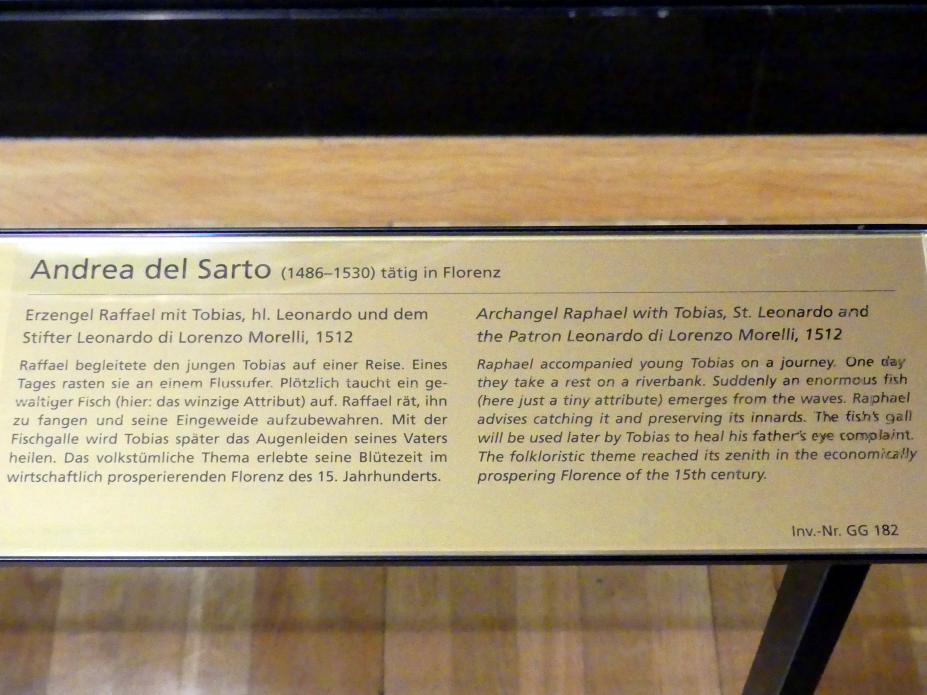 Andrea del Sarto (1486–1530) tätig in Florenz
Erzengel Raffael mit Tobias, hl. Leonardo und dem
Stifter Leonardo di Lorenzo Morelli, 1512
Raffael begleitete den jungen Tobias auf einer Reise. Eines
Tages rasten sie an einem Flussufer. Plötzlich taucht ein ge-
waltiger Fisch (hier: das winzige Attribut) auf. Raffael rät, ihn
zu fangen und seine Eingeweide aufzubewahren. Mit der
Fischgalle wird Tobias später das Augenleiden seines Vaters
heilen. Das volkstümliche Thema erlebte seine Blütezeit im
wirtschaftlich prosperierenden Florenz des 15. Jahrhunderts.
Archangel Raphael with Tobias, St. Leonardo and
the Patron Leonardo di Lorenzo Morelli, 1512
Raphael accompanied young Tobias on a journey. One day
they take a rest on a riverbank. Suddenly an enormous fish
(here just a tiny attribute) emerges from the waves. Raphael
advises catching it and preserving its innards. The fish's gall
will be used later by Tobias to heal his father's eye complaint.
The folkloristic theme reached its zenith in the economically
prospering Florence of the 15th century.
Inv.-Nr. GG 182